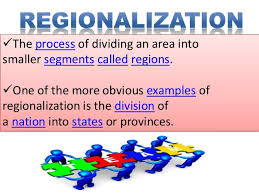 REGIONALIZATION
✓The process of dividing an area into
smaller segments called regions.
✓One of the more obvious examples of
regionalization is the division of
a nation into states or provinces.